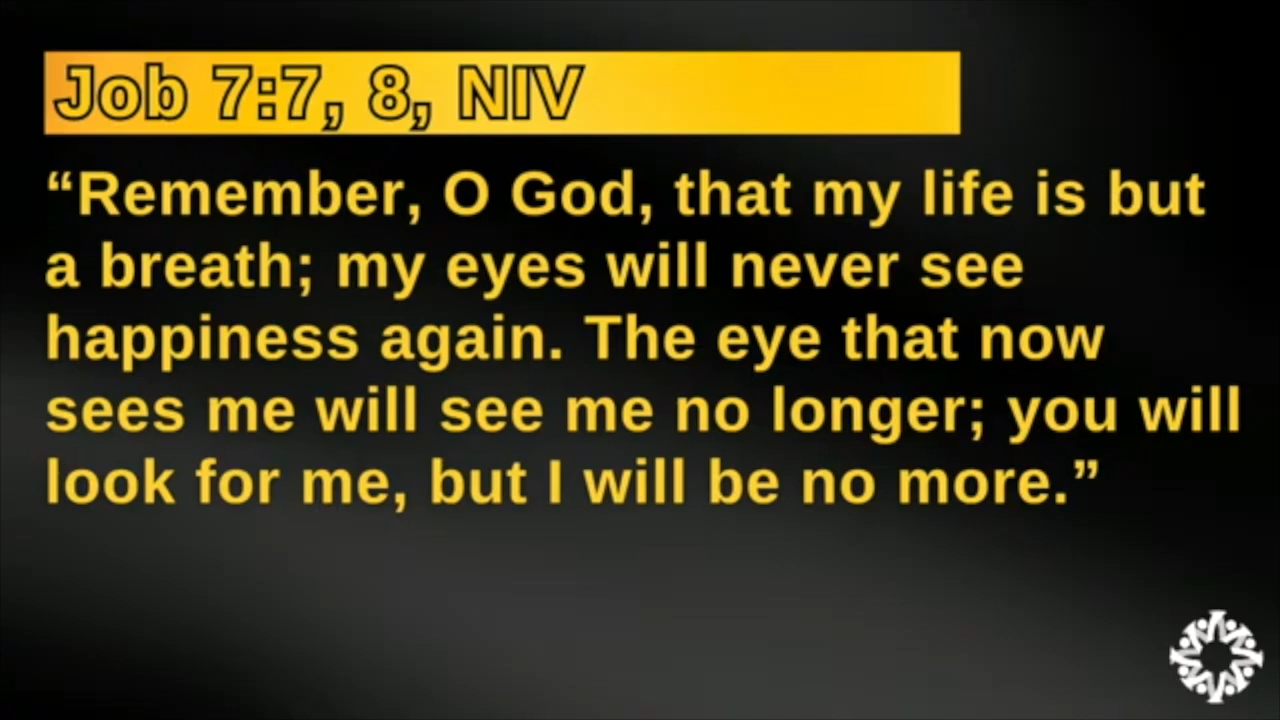 Job 7:7, 8, NIV
“Remember, O God, that my life is but
a breath; my eyes will never see
happiness again. The eye that now
sees me will see me no longer; you will
look for me, but I will be no more.”